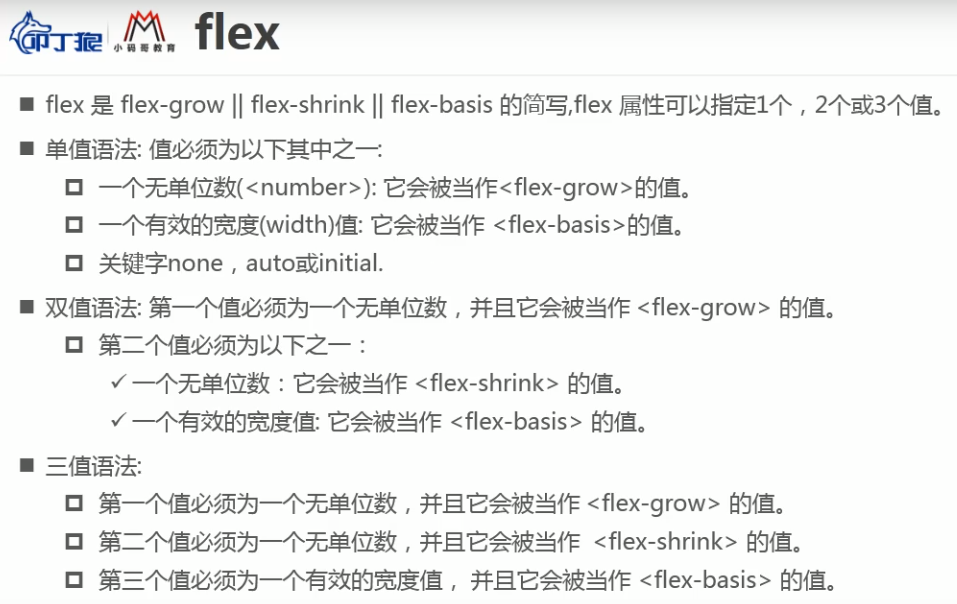 叩丁狼 小码哥教育 flex
flex 是 flex-grow || flex-shrink || flex-basis 的简写,flex 属性可以指定1个，2个或3个值。
单值语法: 值必须为以下其中之一:
一个无单位数(<number>): 它会被当作<flex-grow>的值。
一个有效的宽度(width)值: 它会被当作 <flex-basis>的值。
关键字none，auto或initial.
双值语法: 第一个值必须为一个无单位数，并且它会被当作 <flex-grow> 的值。
第二个值必须为以下之一：
一个无单位数：它会被当作 <flex-shrink> 的值。
一个有效的宽度值: 它会被当作 <flex-basis> 的值。
三值语法:
第一个值必须为一个无单位数，并且它会被当作 <flex-grow> 的值。
第二个值必须为一个无单位数，并且它会被当作 <flex-shrink> 的值。
第三个值必须为一个有效的宽度值， 并且它会被当作 <flex-basis> 的值。